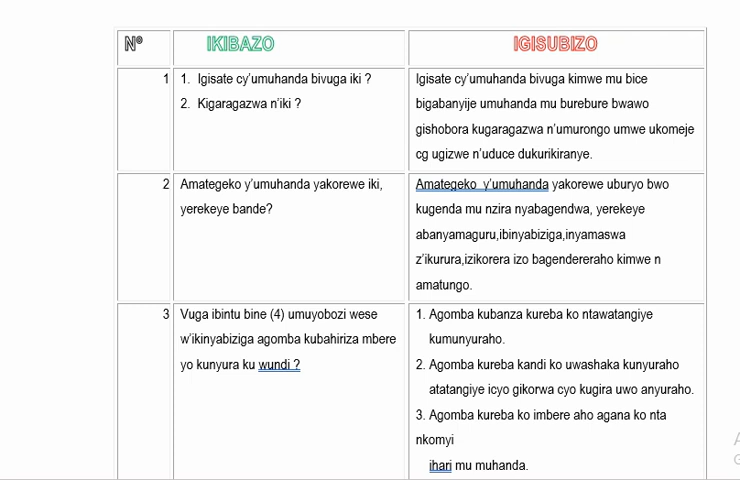 Nº IKIBAZO IGISUBIZO
1 1. Igisate cy'umuhanda bivuga iki ?
2. Kigaragazwa n'iki ?
Igisate cy'umuhanda bivuga kimwe mu bice
bigabanyije umuhanda mu burebure bwawo
gishobora kugaragazwa n'umurongo umwe ukomeje
cg ugizwe n'uduce dukurikiranye.
2 Amategeko y'umuhanda yakorewe iki,
yerekeye bande?
Amategeko y'umuhanda yakorewe uburyo bwo
kugenda mu nzira nyabagendwa, yerekeye
abanyamaguru,ibinyabiziga,inyamaswa
z'ikurura,izikorera izo bagendereraho kimwe n
amatungo.
3 Vuga ibintu bine (4) umuyobozi wese
w'ikinyabiziga agomba kubahiriza mbere
yo kunyura ku wundi ?
1. Agomba kubanza kureba ko ntawatangiye
kumunyuraho.
2. Agomba kureba kandi ko uwashaka kunyuraho
atatangiye icyo gikorwa cyo kugira uwo anyuraho.
3. Agomba kureba ko imbere aho agana ko nta
nkomyi
ihari mu muhanda.